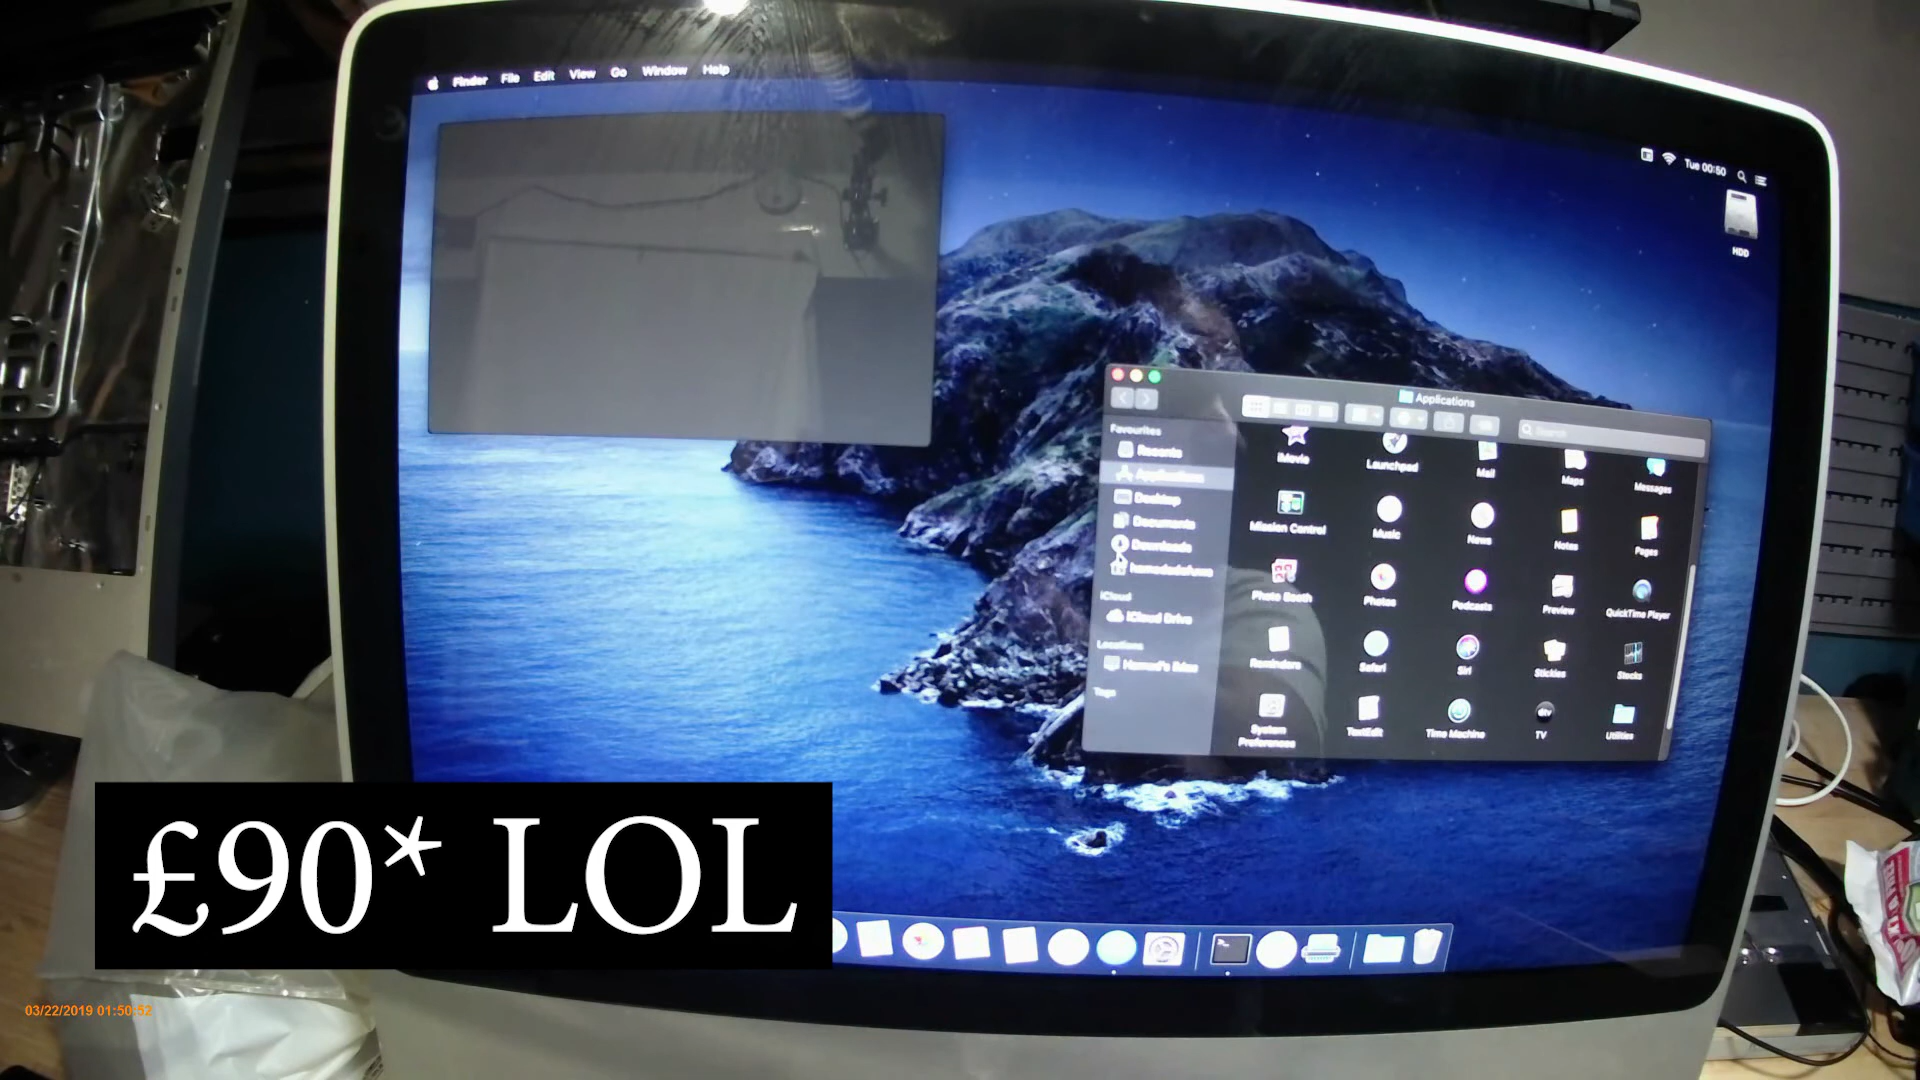 Finder File Edit View Go Window Help
Tue 00:50
HDD
Applications
Search
Favourites
Recents
Applications
Desktop
Documents
Downloads
iCloud
iCloud Drive
Locations
Tags
iMovie Launchpad Mail Maps Messages
Mission Control Music News Notes Pages
Photo Booth Photos Podcasts Preview QuickTime Player
Reminders Safari Siri Stickies Stocks
System Preferences TextEdit Time Machine TV Utilities
£90* LOL
03/22/2019 01:50:52